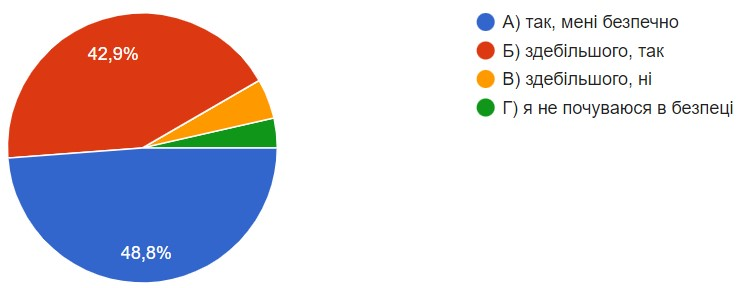 42,9%
48,8%
А) так, мені безпечно
Б) здебільшого, так
В) здебільшого, ні
Г) я не почуваюся в безпеці